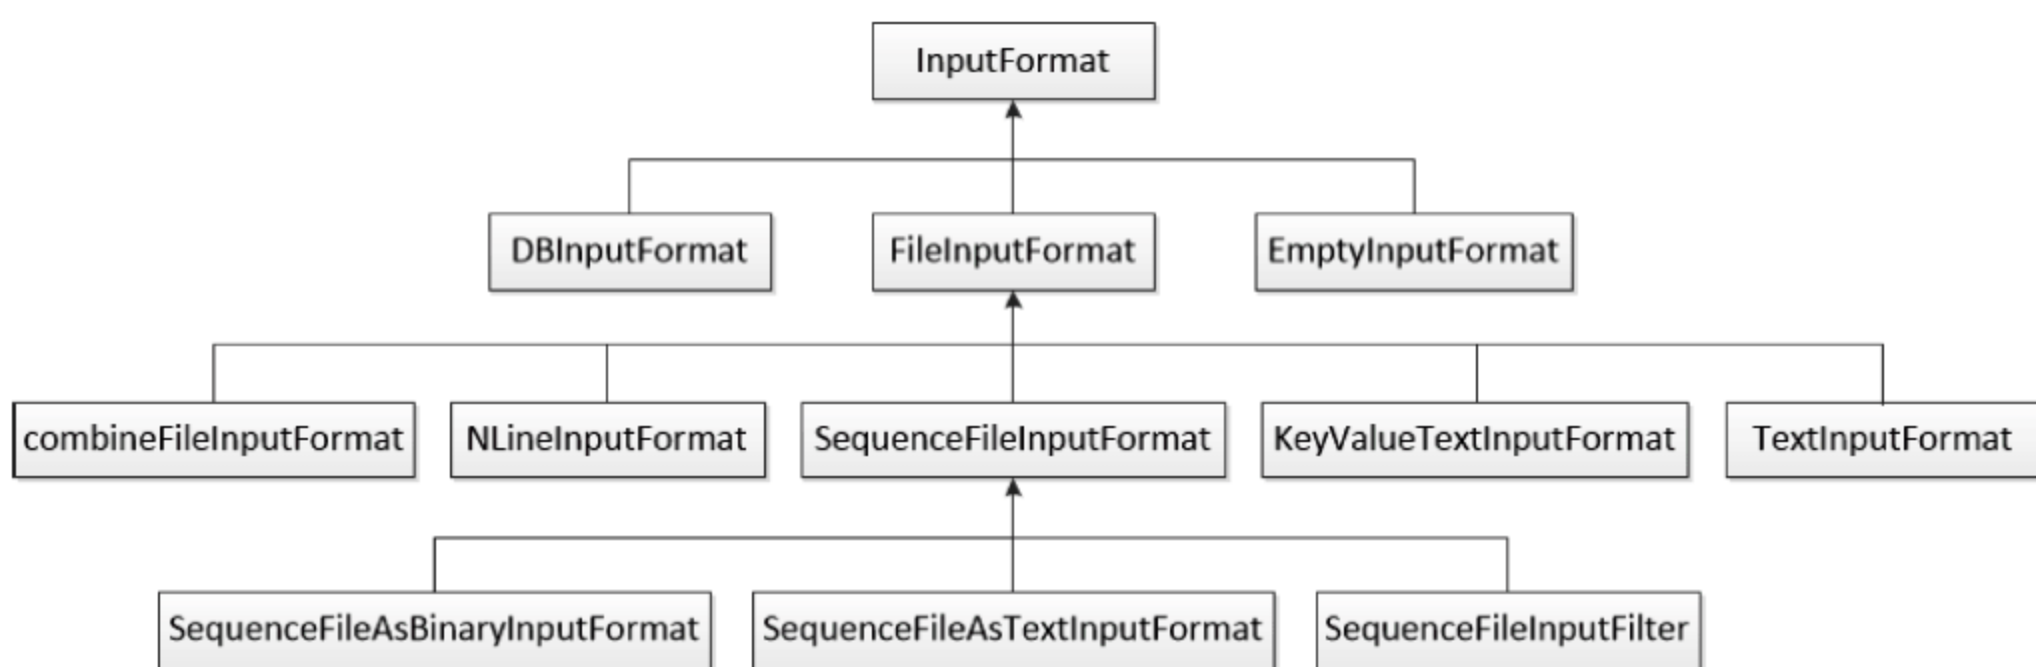 InputFormat
DBInputFormat
FileInputFormat
EmptyInputFormat
combineFileInputFormat
NLineInputFormat
SequenceFileInputFormat
KeyValueTextInputFormat
TextInputFormat
SequenceFileAsBinaryInputFormat
SequenceFileAsTextInputFormat
SequenceFileInputFilter